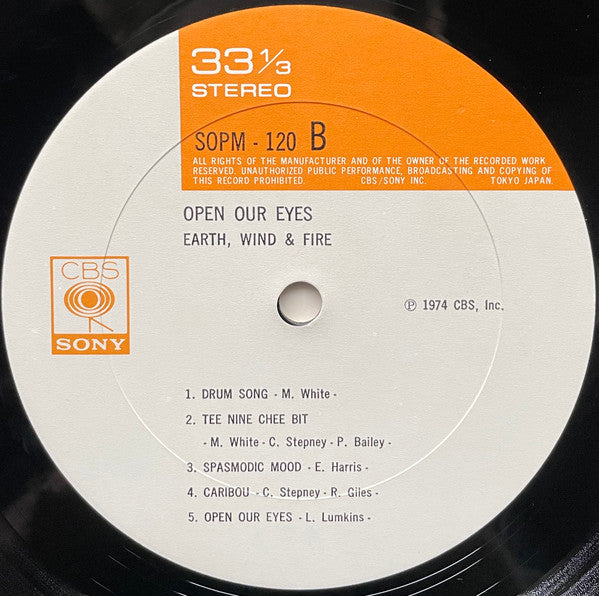 33 1/3
STEREO
SOPM - 120 B
ALL RIGHTS OF THE MANUFACTURER AND OF THE OWNER OF THE RECORDED WORK
RESERVED. UNAUTHORIZED PUBLIC PERFORMANCE, BROADCASTING AND COPYING OF
THIS RECORD PROHIBITED. CBS/SONY INC. TOKYO JAPAN.
OPEN OUR EYES
EARTH, WIND & FIRE
CBS
SONY
℗ 1974 CBS, Inc.
1. DRUM SONG - M. White -
2. TEE NINE CHEE BIT
- M. White - C. Stepney - P. Bailey -
3. SPASMODIC MOOD - E. Harris -
4. CARIBOU - C. Stepney - R. Giles -
5. OPEN OUR EYES - L. Lumkins -